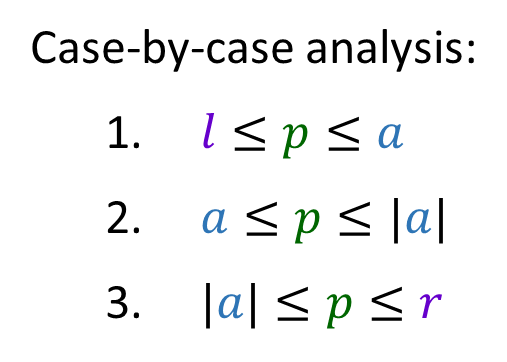 Case-by-case analysis:
1. l ≤ p ≤ a
2. a ≤ p ≤ |a|
3. |a| ≤ p ≤ r